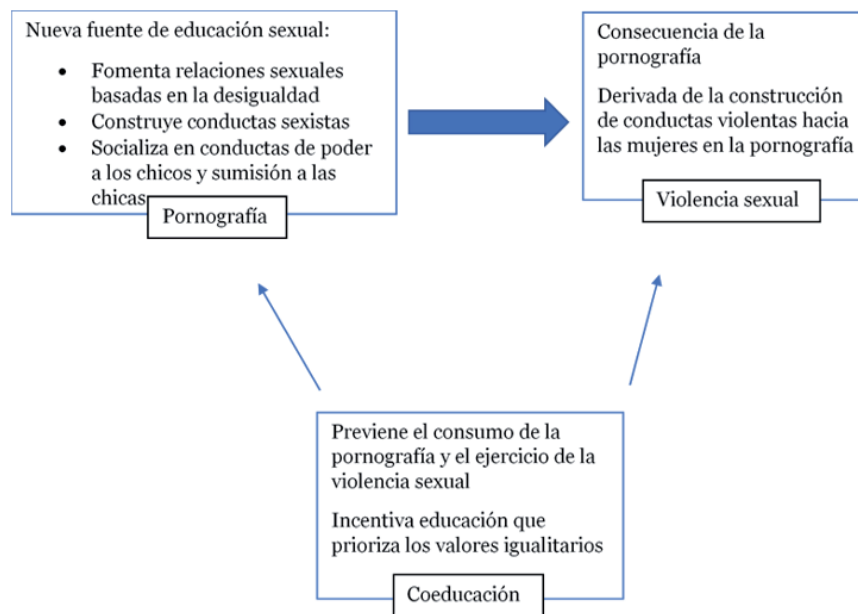 Nueva fuente de educación sexual:
• Fomenta relaciones sexuales
basadas en la desigualdad
• Construye conductas sexistas
• Socializa en conductas de poder
a los chicos y sumisión a las
chicas
Pornografía
Consecuencia de la
pornografía
Derivada de la construcción
de conductas violentas hacia
las mujeres en la pornografía
Violencia sexual
Previene el consumo de la
pornografía y el ejercicio de la
violencia sexual
Incentiva educación que
prioriza los valores igualitarios
Coeducación